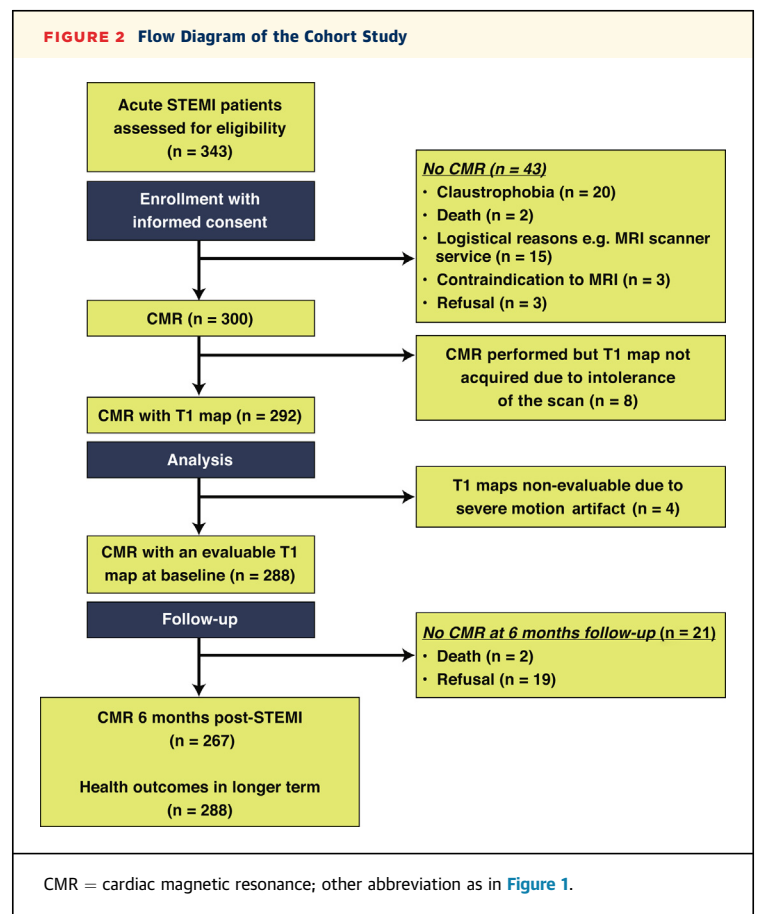 FIGURE 2 Flow Diagram of the Cohort Study
Acute STEMI patients
assessed for eligibility
(n = 343)
Enrollment with
informed consent
No CMR (n = 43)
• Claustrophobia (n = 20)
• Death (n = 2)
• Logistical reasons e.g. MRI scanner
service (n = 15)
• Contraindication to MRI (n = 3)
• Refusal (n = 3)
CMR (n = 300)
CMR performed but T1 map not
acquired due to intolerance
of the scan (n = 8)
CMR with T1 map (n = 292)
Analysis
T1 maps non-evaluable due to
severe motion artifact (n = 4)
CMR with an evaluable T1
map at baseline (n = 288)
Follow-up
No CMR at 6 months follow-up (n = 21)
• Death (n = 2)
• Refusal (n = 19)
CMR 6 months post-STEMI
(n = 267)
Health outcomes in longer term
(n = 288)
CMR = cardiac magnetic resonance; other abbreviation as in Figure 1.